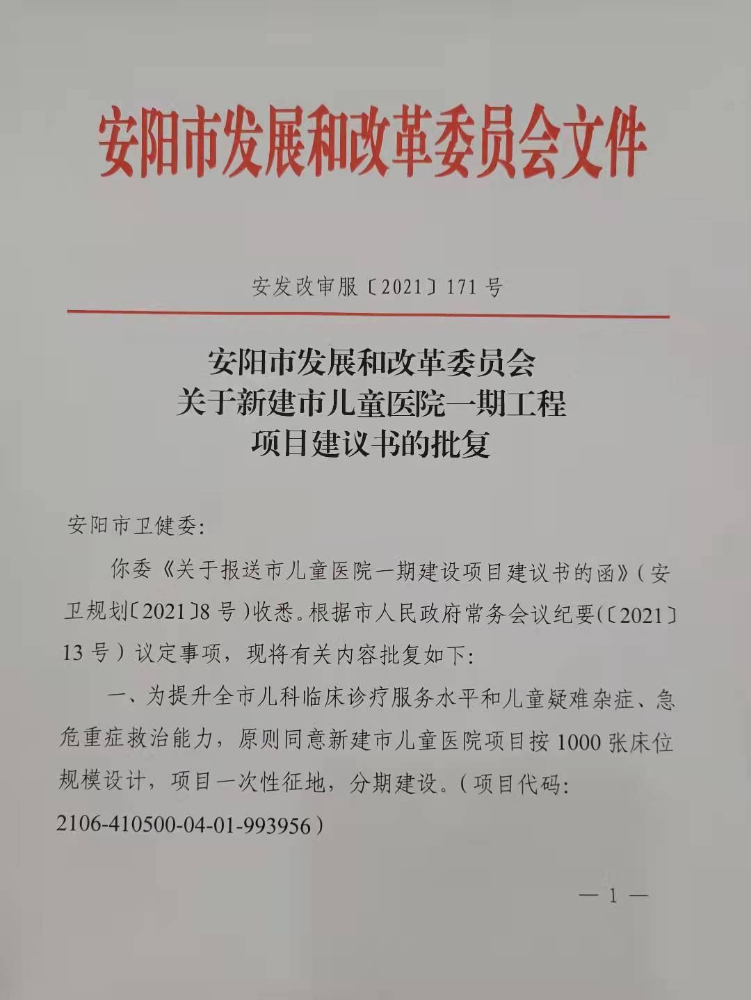 安阳市发展和改革委员会文件
安发改审服〔2021〕171 号
安阳市发展和改革委员会
关于新建市儿童医院一期工程
项目建议书的批复
安阳市卫健委：
你委《关于报送市儿童医院一期建设项目建议书的函》（安
卫规划〔2021〕8 号）收悉。根据市人民政府常务会议纪要（〔2021〕
13 号）议定事项，现将有关内容批复如下：
一、为提升全市儿科临床诊疗服务水平和儿童疑难杂症、急
危重症救治能力，原则同意新建市儿童医院项目按 1000 张床位
规模设计，项目一次性征地，分期建设。（项目代码：
2106-410500-04-01-993956）
— 1 —